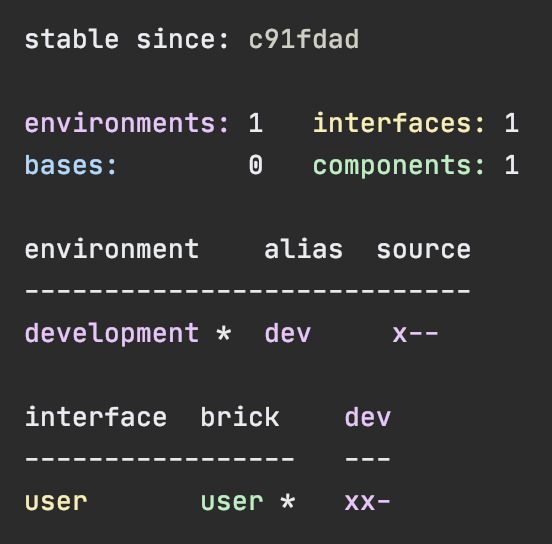 stable since: c91fdad
environments: 1   interfaces: 1
bases:        0   components: 1
environment    alias  source
----------------------------
development *  dev     x--
interface  brick    dev
-----------------   ---
user       user *   xx-